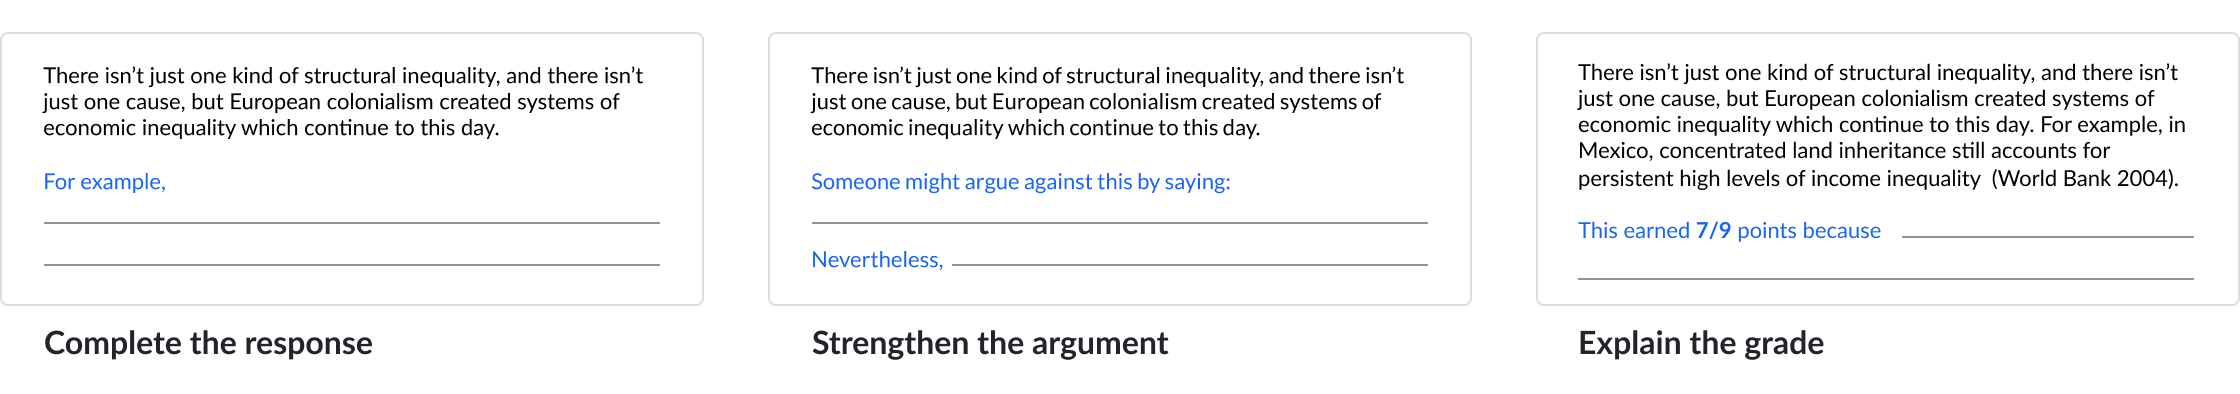 There isn’t just one kind of structural inequality, and there isn’t
just one cause, but European colonialism created systems of
economic inequality which continue to this day.
For example,
Complete the response
There isn’t just one kind of structural inequality, and there isn’t
just one cause, but European colonialism created systems of
economic inequality which continue to this day.
Someone might argue against this by saying:
Nevertheless,
Strengthen the argument
There isn’t just one kind of structural inequality, and there isn’t
just one cause, but European colonialism created systems of
economic inequality which continue to this day. For example, in
Mexico, concentrated land inheritance still accounts for
persistent high levels of income inequality (World Bank 2004).
This earned 7/9 points because
Explain the grade